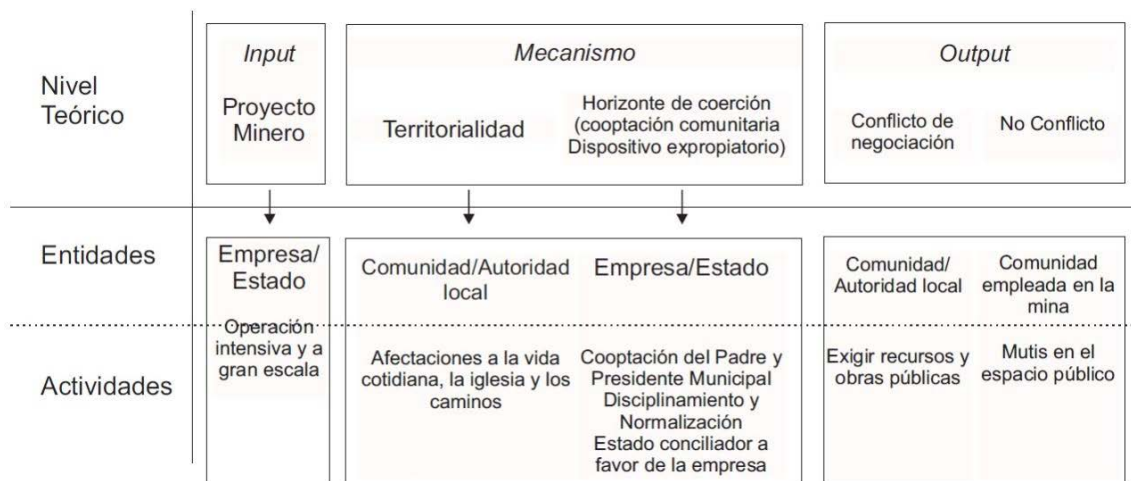 Nivel
Teórico
Input
Proyecto
Minero
Mecanismo
Territorialidad
Horizonte de coerción
(cooptación comunitaria
Dispositivo expropiatorio)
Output
Conflicto de
negociación
No Conflicto
Entidades
Empresa/
Estado
Comunidad/Autoridad
local
Empresa/Estado
Comunidad/
Autoridad local
Comunidad
empleada en la
mina
Actividades
Operación
intensiva y a
gran escala
Afectaciones a la vida
cotidiana, la iglesia y los
caminos
Cooptación del Padre y
Presidente Municipal
Disciplinamiento y
Normalización
Estado conciliador a
favor de la empresa
Exigir recursos y
obras públicas
Mutis en el
espacio público